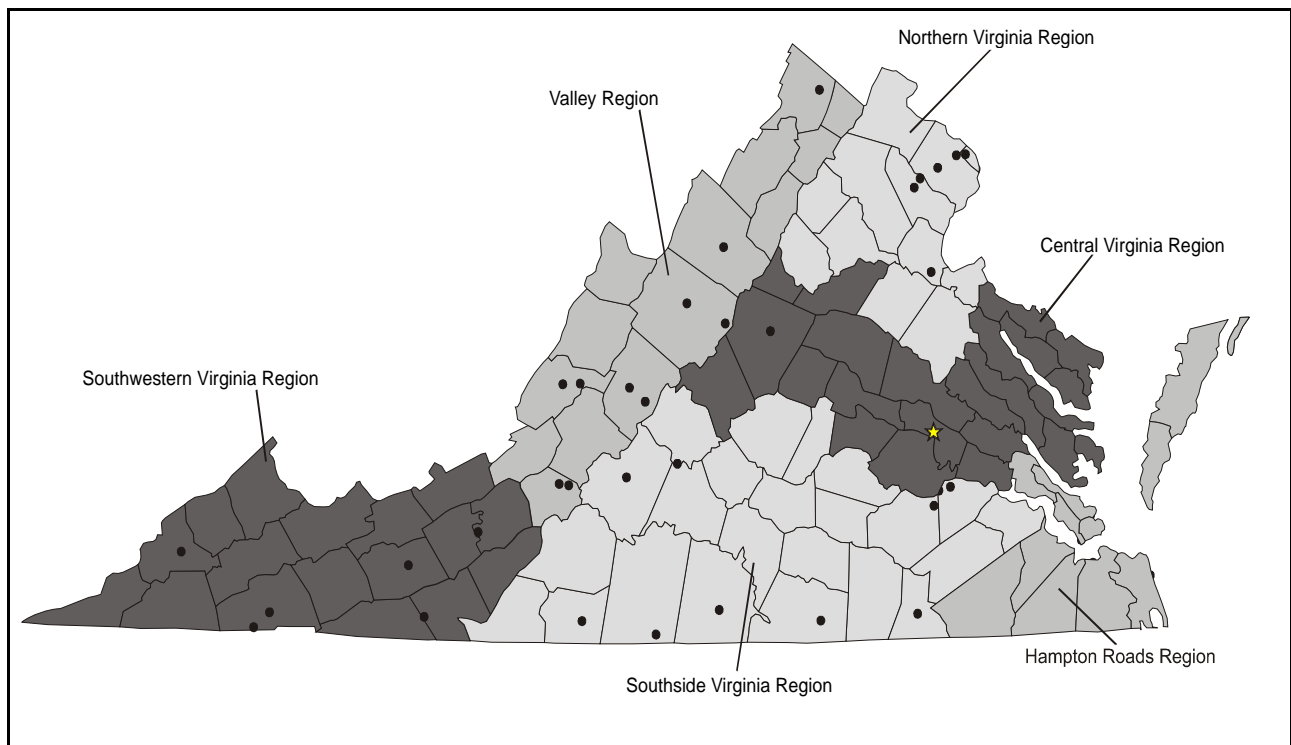 Northern Virginia Region
Valley Region
Central Virginia Region
Southwestern Virginia Region
Hampton Roads Region
Southside Virginia Region